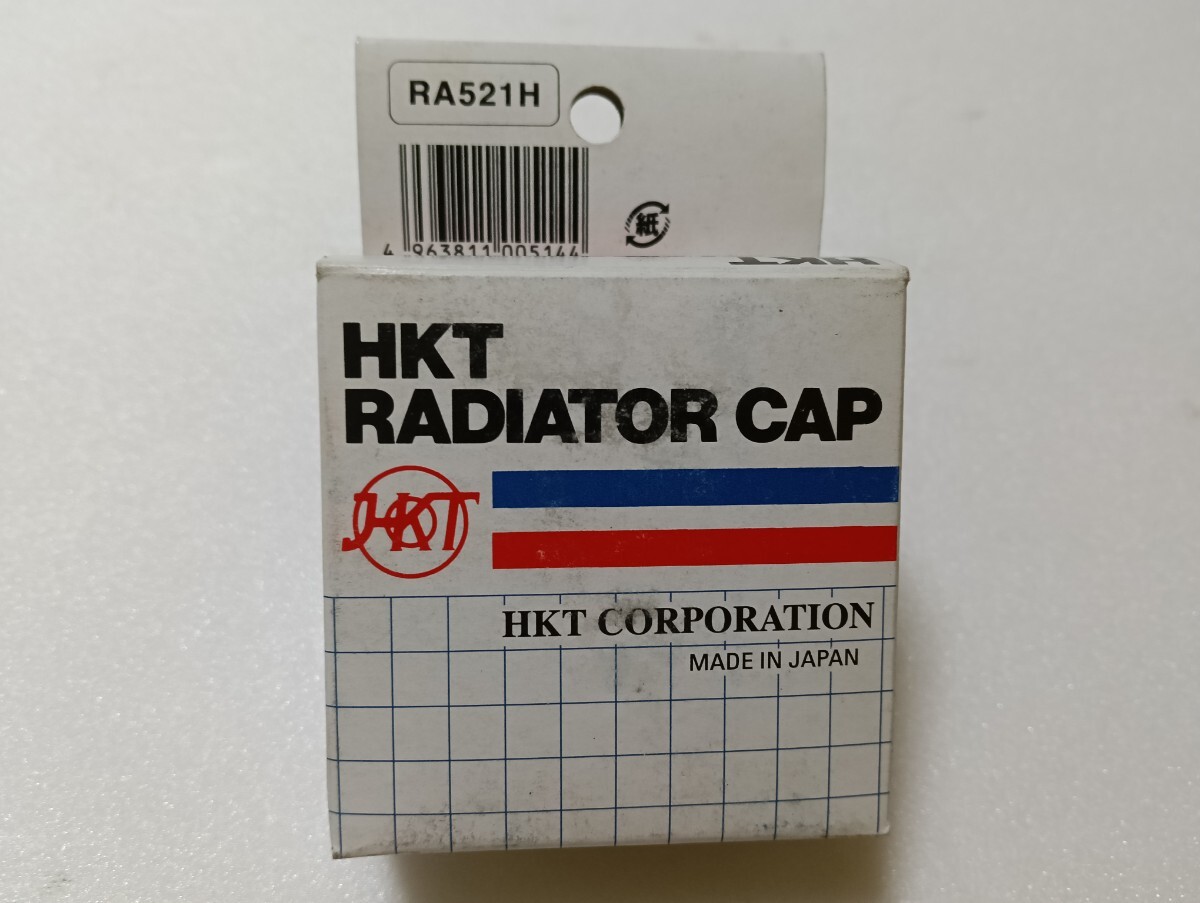 RA521H
4 963811 005144
紙
HKT
HKT
RADIATOR CAP
HKT
HKT CORPORATION
MADE IN JAPAN